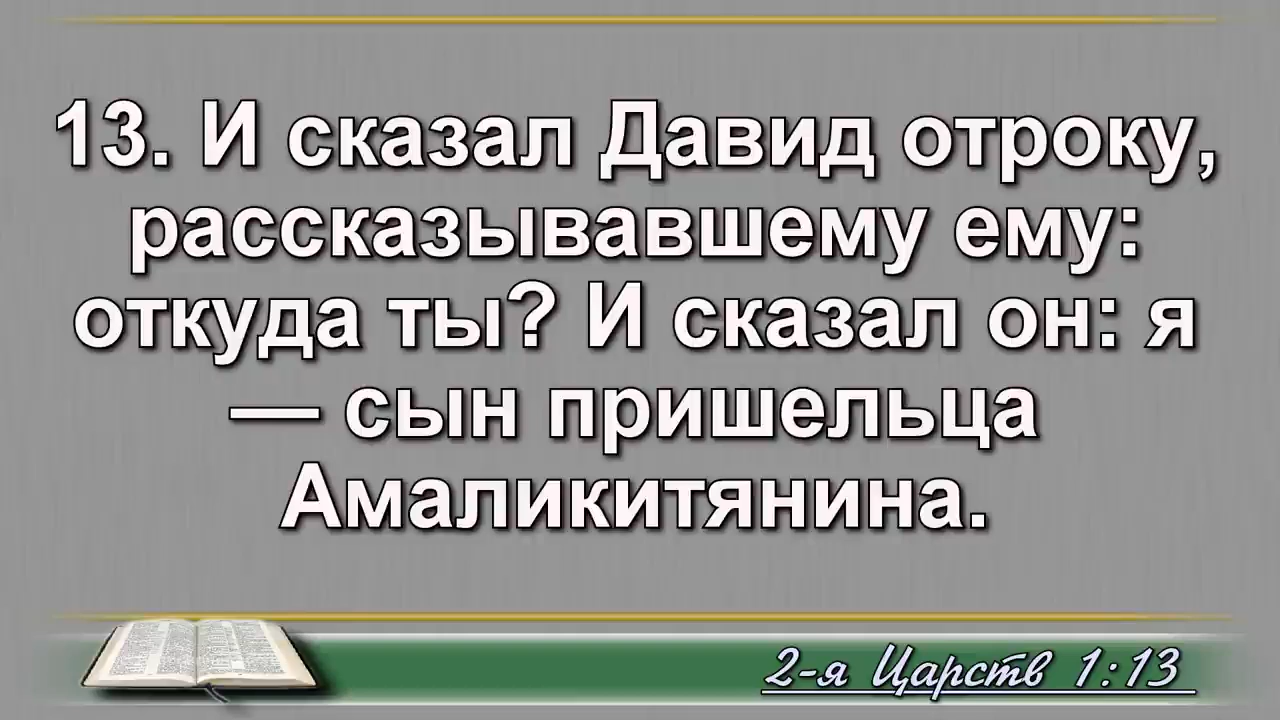 13. И сказал Давид отроку,
рассказывавшему ему:
откуда ты? И сказал он: я
— сын пришельца
Амаликитянина.
2-я Царств 1:13